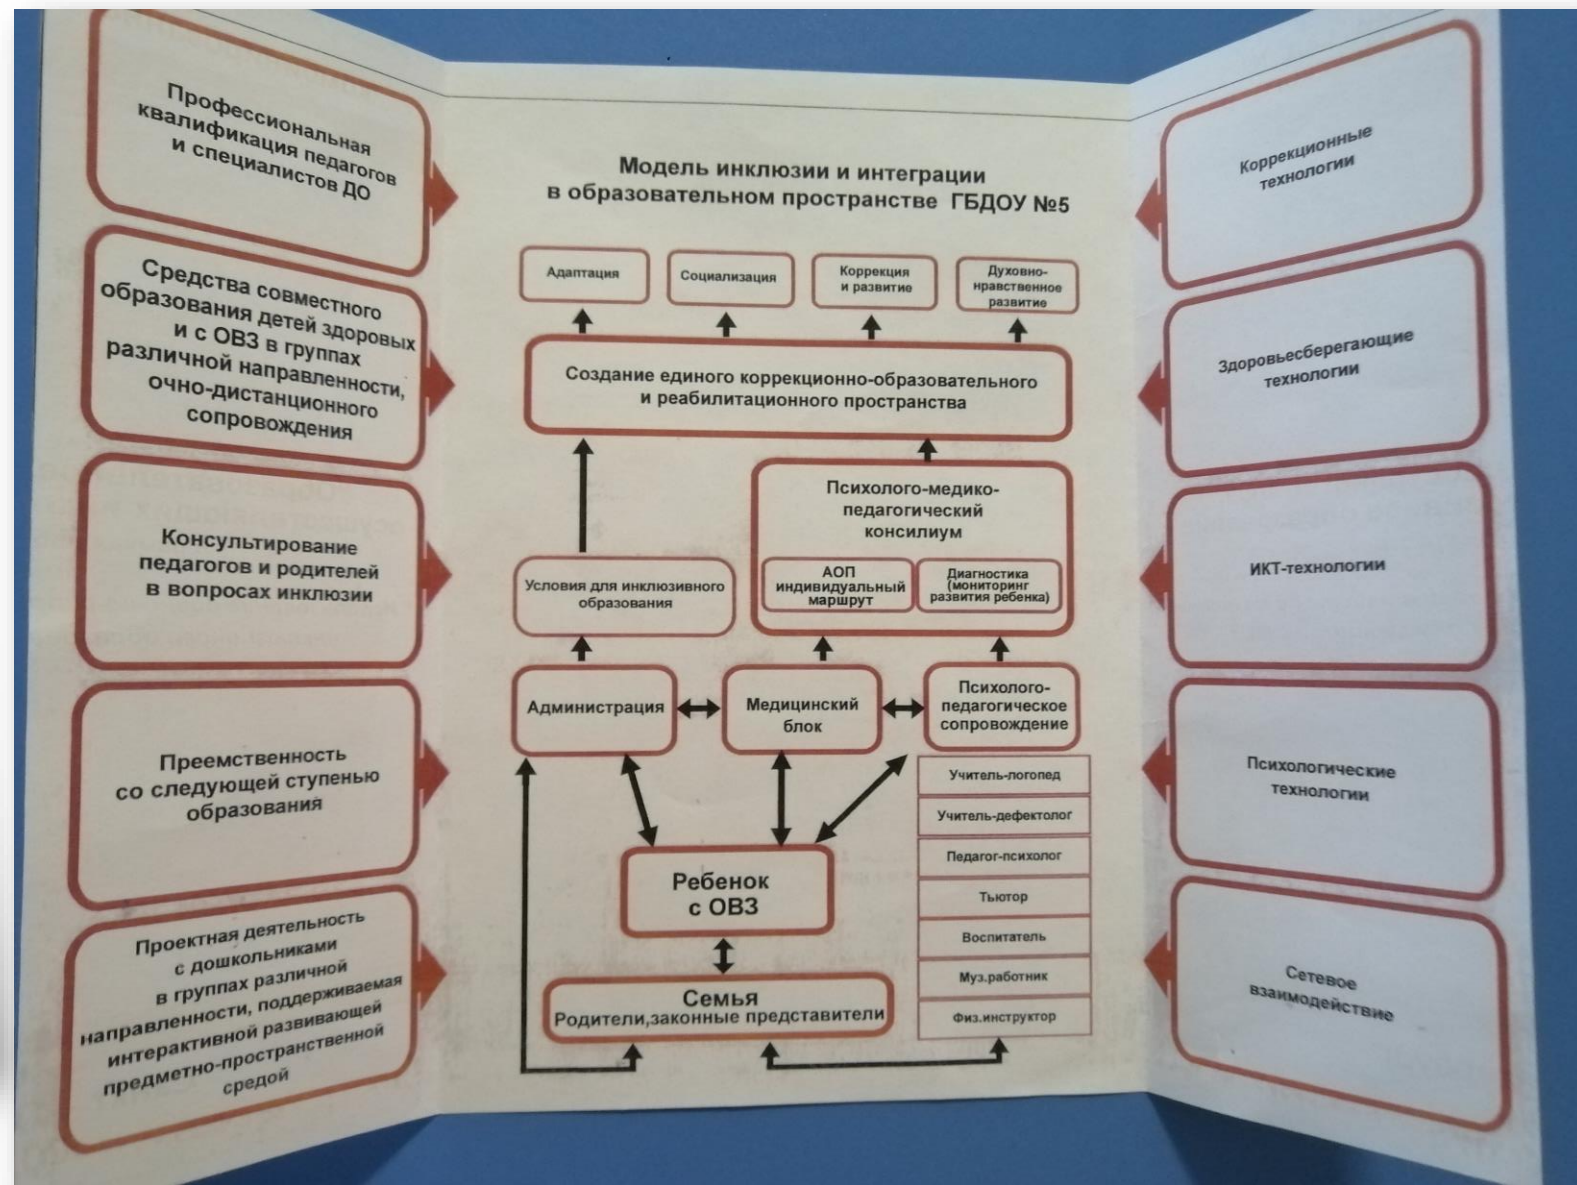 Профессиональная
квалификация педагогов
и специалистов ДО
Средства совместного
образования детей здоровых
и с ОВЗ в группах
различной направленности,
очно-дистанционного
сопровождения
Консультирование
педагогов и родителей
в вопросах инклюзии
Преемственность
со следующей ступенью
образования
Проектная деятельность
с дошкольниками
в группах различной
направленности, поддерживаемая
интерактивной развивающей
предметно-пространственной
средой
Модель инклюзии и интеграции
в образовательном пространстве ГБДОУ №5
Адаптация
Социализация
Коррекция
и развитие
Духовно-
нравственное
развитие
Создание единого коррекционно-образовательного
и реабилитационного пространства
Психолого-медико-
педагогический
консилиум
АОП
индивидуальный
маршрут
Диагностика
(мониторинг
развития ребенка)
Условия для инклюзивного
образования
Администрация
Медицинский
блок
Психолого-
педагогическое
сопровождение
Учитель-логопед
Учитель-дефектолог
Педагог-психолог
Тьютор
Воспитатель
Муз.работник
Физ.инструктор
Ребенок
с ОВЗ
Семья
Родители,законные представители
Коррекционные
технологии
Здоровьесберегающие
технологии
ИКТ-технологии
Психологические
технологии
Сетевое
взаимодействие